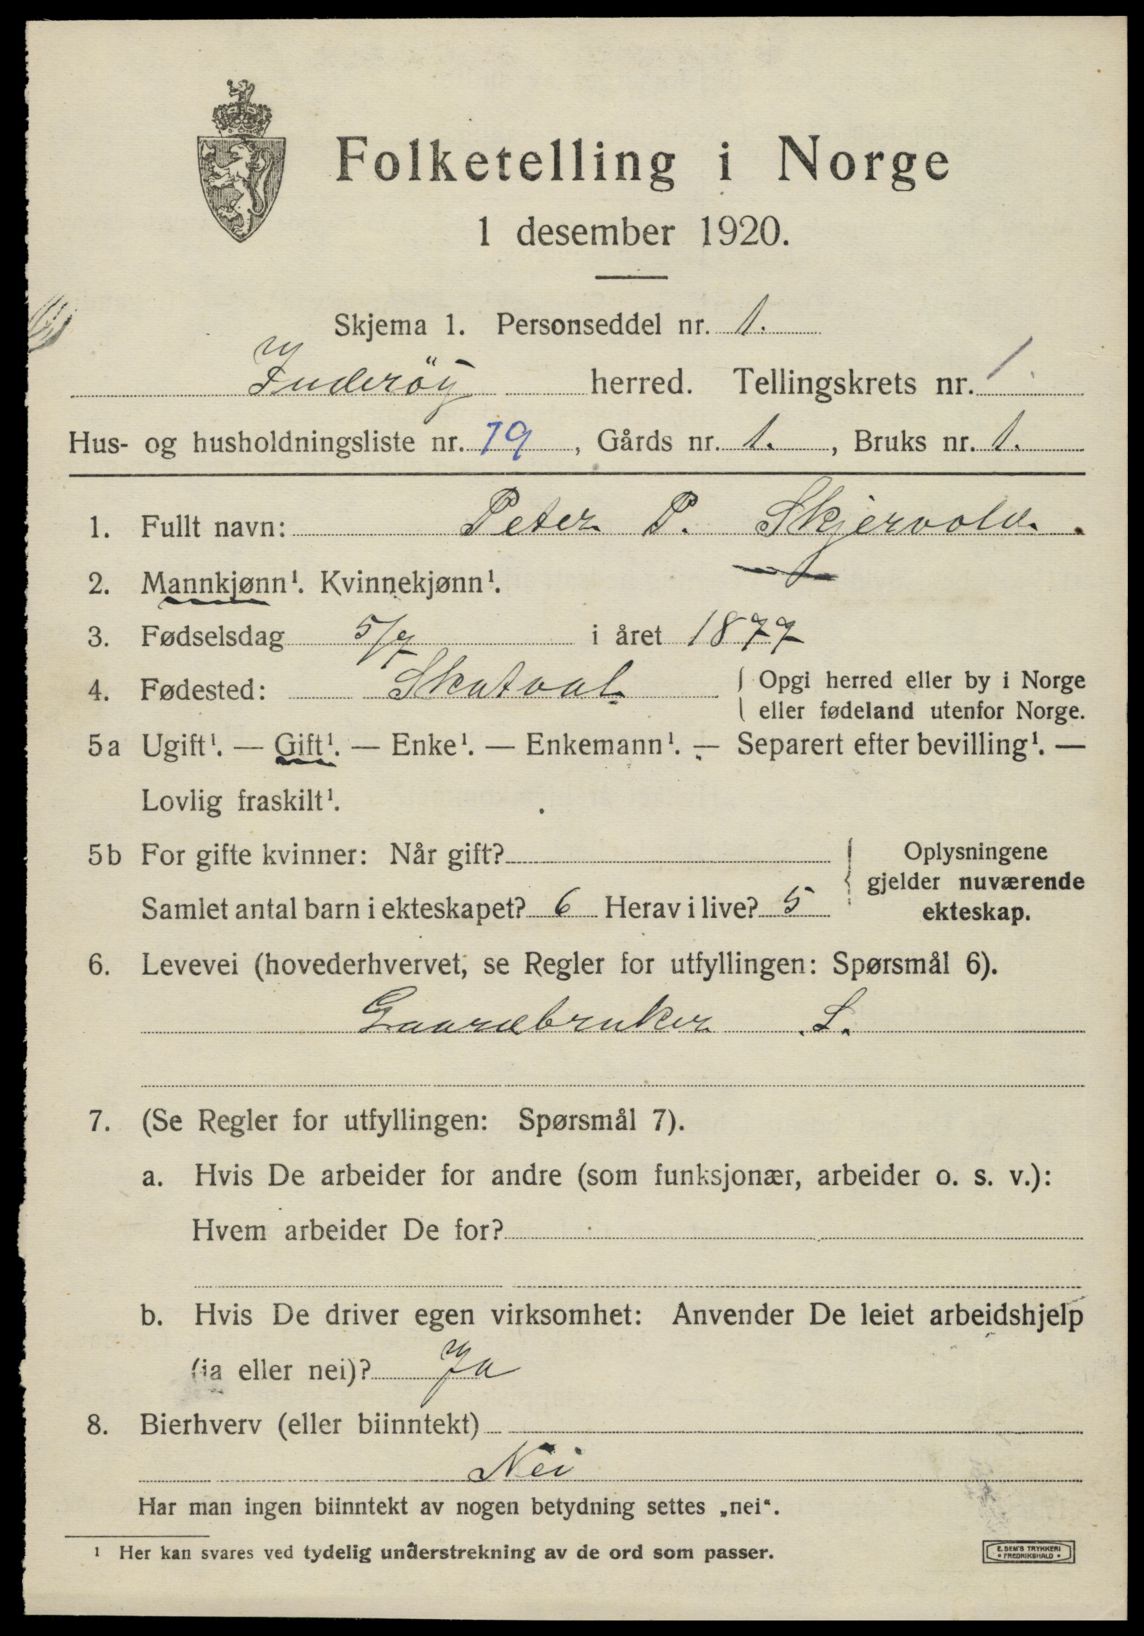 Folketelling i Norge
1 desember 1920.
Skjema 1. Personseddel nr. 1.
Inderöy herred. Tellingskrets nr. 1.
Hus- og husholdningsliste nr. 19, Gårds nr. 1., Bruks nr. 1.
1. Fullt navn: Peter P. Skjervold.
2. Mannkjønn¹. Kvinnekjønn¹.
3. Fødselsdag 5/7 i året 1877
4. Fødested: Skatval { Opgi herred eller by i Norge
eller fødeland utenfor Norge.
5a Ugift¹. — Gift¹. — Enke¹. — Enkemann¹. — Separert efter bevilling¹. —
Lovlig fraskilt¹.
5b For gifte kvinner: Når gift? { Oplysningene
gjelder nuværende
Samlet antal barn i ekteskapet? 6 Herav i live? 5 ekteskap.
6. Levevei (hovederhvervet, se Regler for utfyllingen: Spørsmål 6).
Gaardbruker S.
7. (Se Regler for utfyllingen: Spørsmål 7).
a. Hvis De arbeider for andre (som funksjonær, arbeider o. s. v.):
Hvem arbeider De for?
b. Hvis De driver egen virksomhet: Anvender De leiet arbeidshjelp
(ja eller nei)? Ja
8. Bierhverv (eller biinntekt)
Nei
Har man ingen biinntekt av nogen betydning settes „nei“.
¹ Her kan svares ved tydelig understrekning av de ord som passer.
E. SEM'S TRYKKERI
• FREDRIKSHALD •